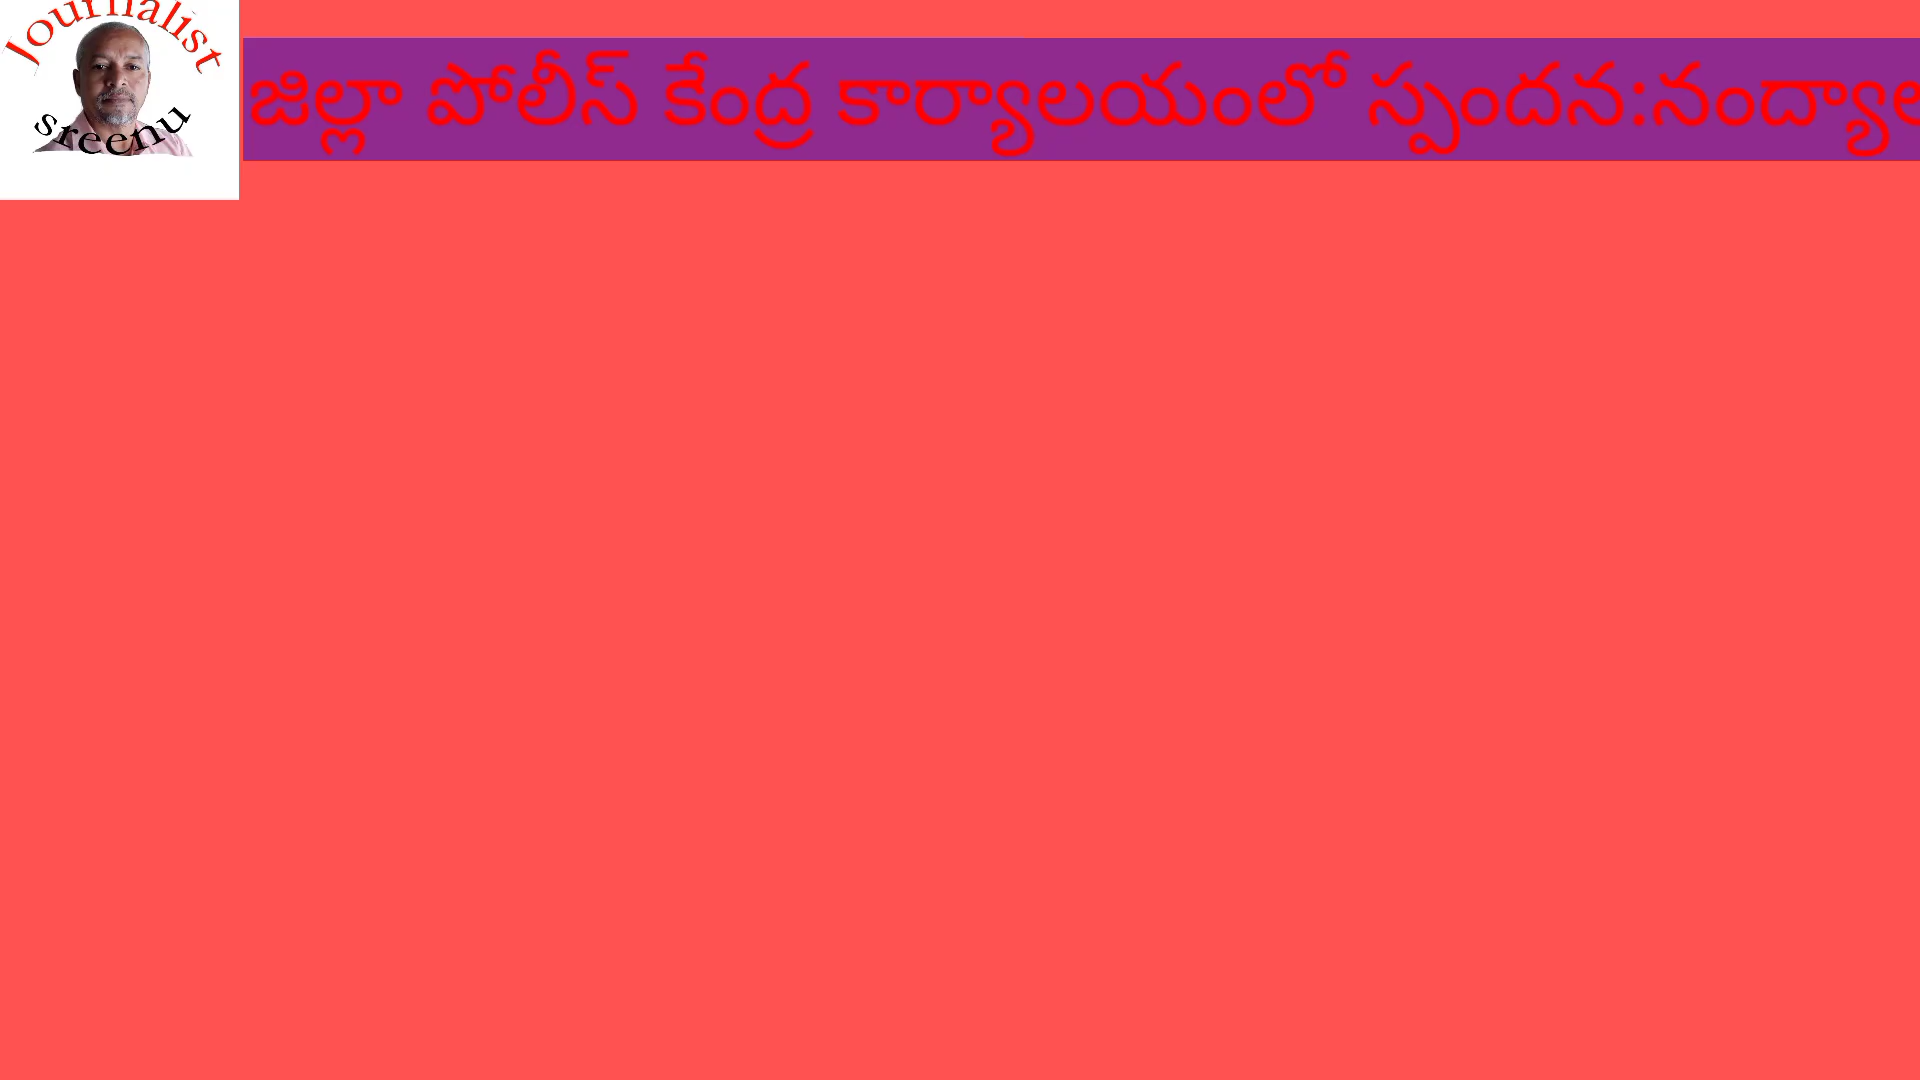 Journalist
sreenu
జిల్లా పోలీస్ కేంద్ర కార్యాలయంలో స్పందన:నంద్యాల